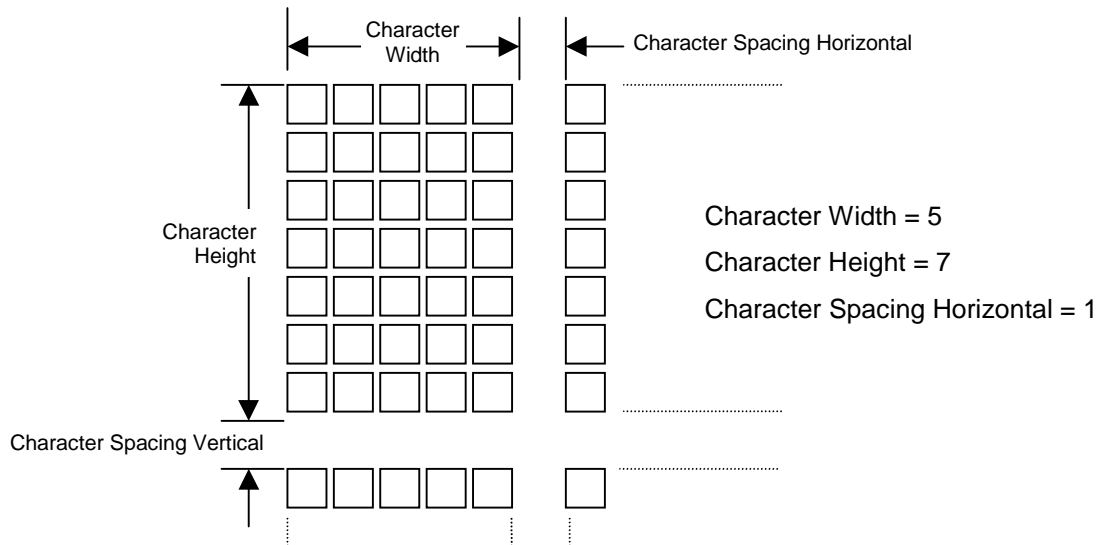 Character
Width
Character Spacing Horizontal
Character
Height
Character Width = 5
Character Height = 7
Character Spacing Horizontal = 1
Character Spacing Vertical